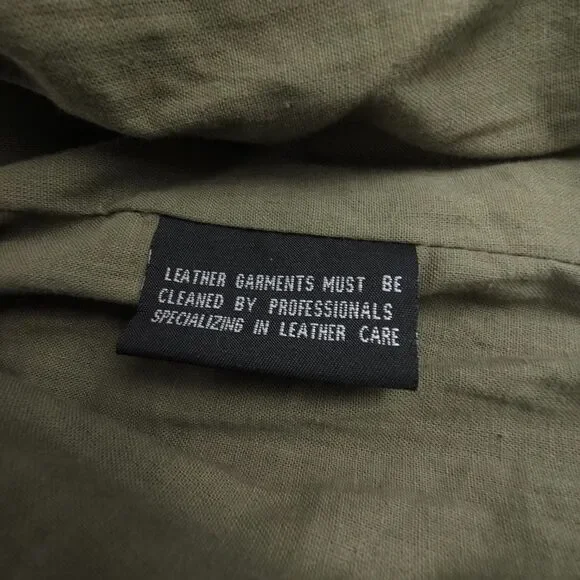 LEATHER GARMENTS MUST BE
CLEANED BY PROFESSIONALS
SPECIALIZING IN LEATHER CARE